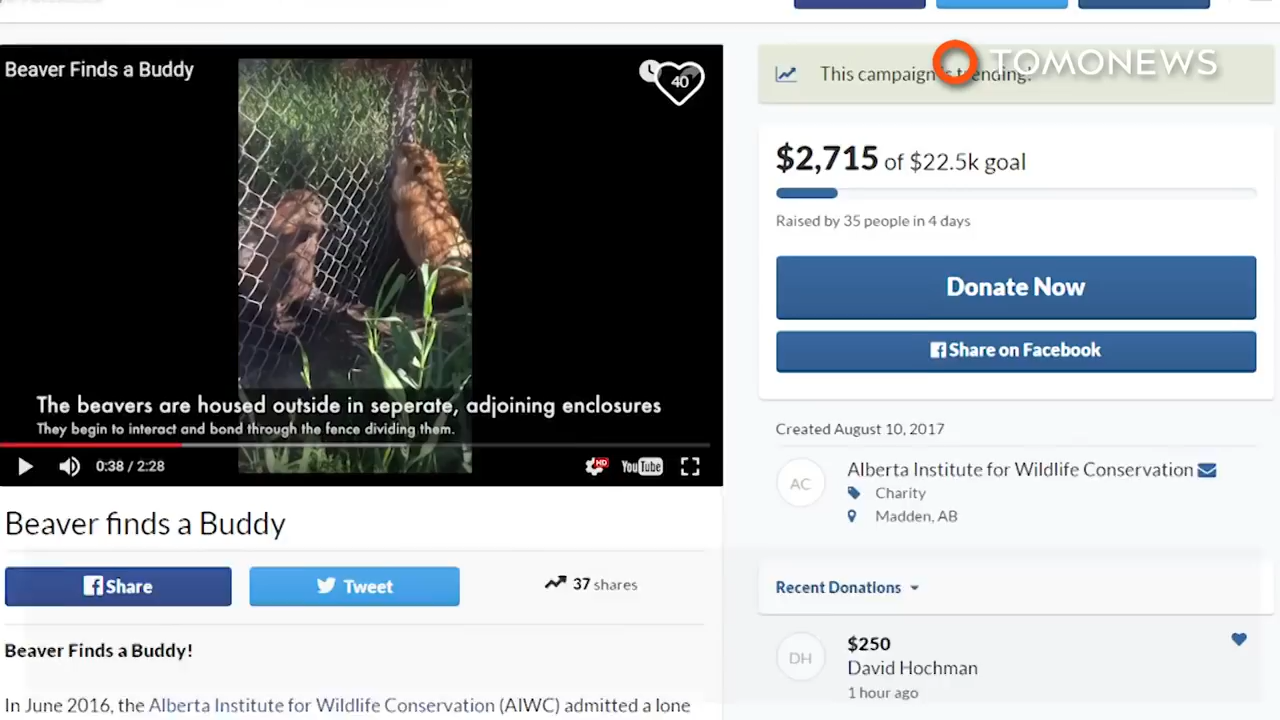 TOMONEWS
Beaver Finds a Buddy
40
The beavers are housed outside in seperate, adjoining enclosures
They begin to interact and bond through the fence dividing them.
0:38 / 2:28
HD
YouTube
Beaver finds a Buddy
Share
Tweet
37 shares
Beaver Finds a Buddy!
In June 2016, the Alberta Institute for Wildlife Conservation (AIWC) admitted a lone
This campaign is trending!
$2,715 of $22.5k goal
Raised by 35 people in 4 days
Donate Now
Share on Facebook
Created August 10, 2017
AC
Alberta Institute for Wildlife Conservation
Charity
Madden, AB
Recent Donations
DH
$250
David Hochman
1 hour ago